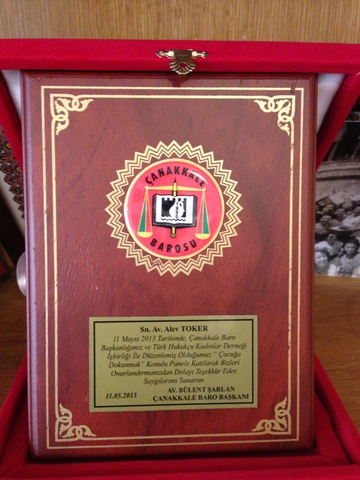 ÇANAKKALE
BAROSU
Sn. Av. Alev TOKER
11 Mayıs 2013 Tarihinde, Çanakkale Baro
Başkanlığımız ve Türk Hukukçu Kadınlar Derneği
İşbirliği İle Düzenlemiş Olduğumuz " Çocuğa
Dokunmak" Konulu Panele Katılarak Bizleri
Onurlandırmanızdan Dolayı Teşekkür Eder,
Saygılarımı Sunarım.
AV. BÜLENT ŞARLAN
11.05.2013 ÇANAKKALE BARO BAŞKANI